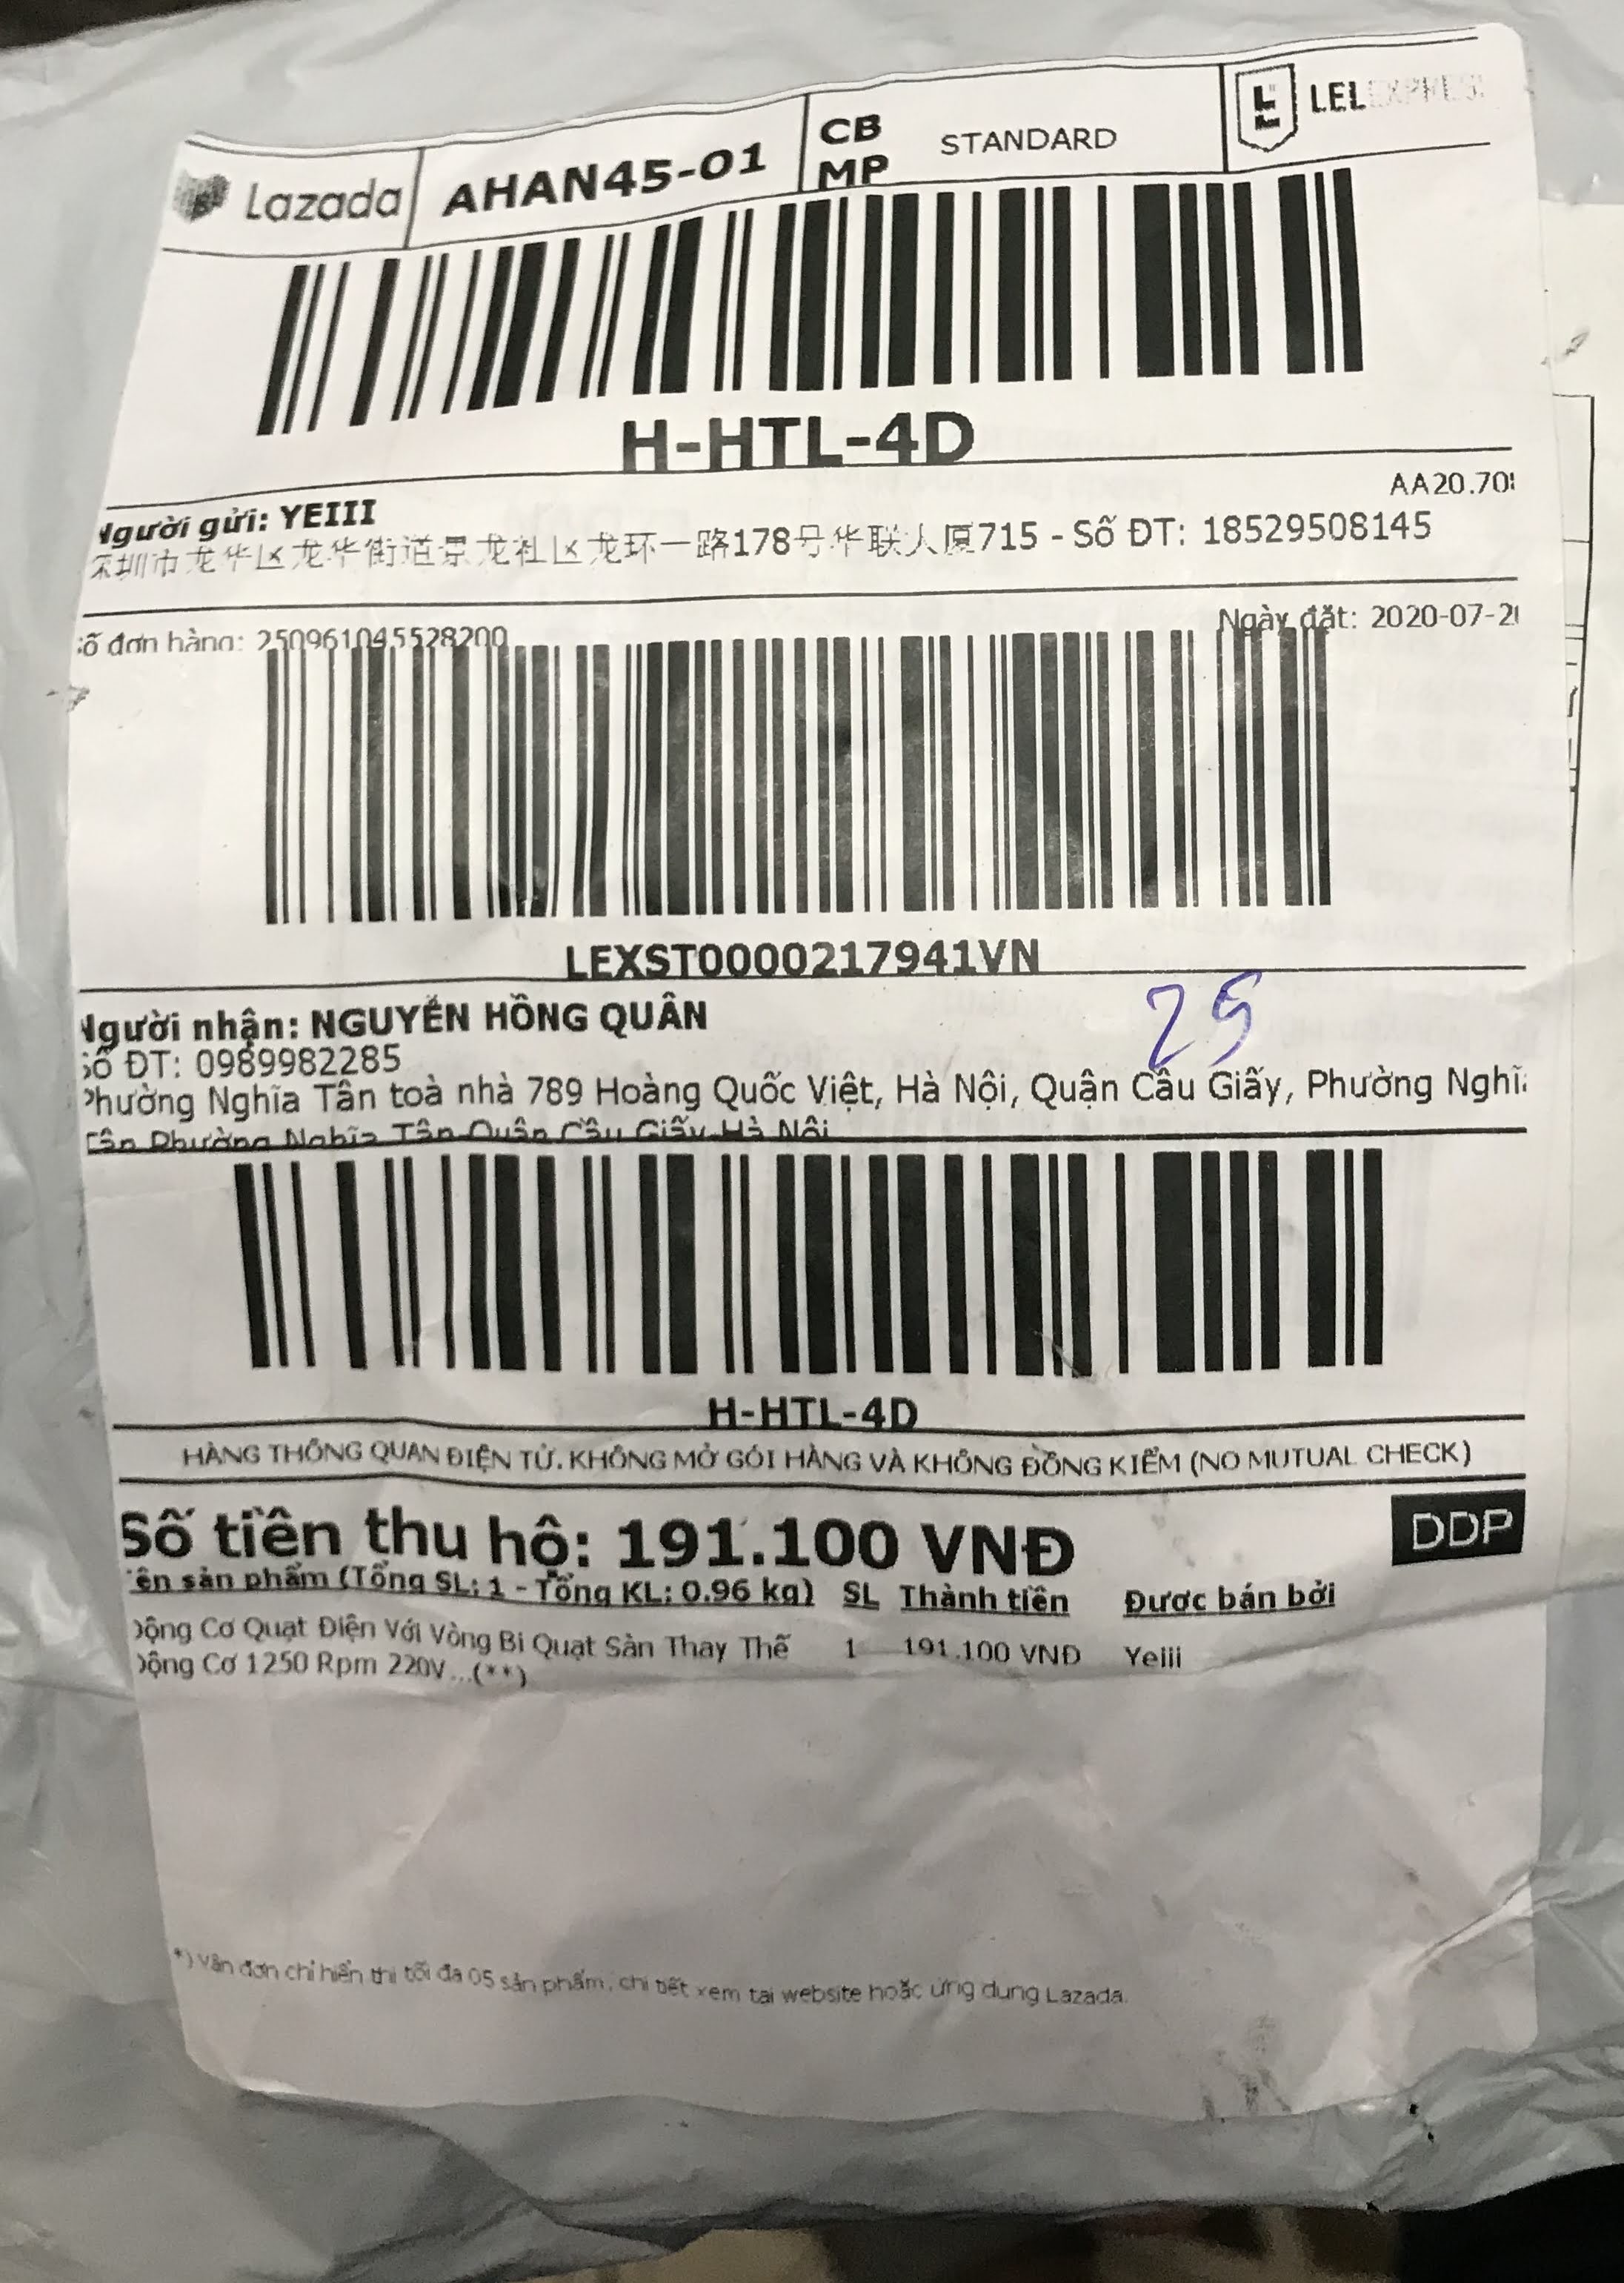 Lazada AHAN45-01 CB MP STANDARD LEL EXPRESS
H-HTL-4D
AA20.70
Người gửi: YEIII
深圳市龙华区龙华街道景龙社区龙环一路178号华联大厦715 - Số ĐT: 18529508145
Số đơn hàng: 250961045528200 Ngày đặt: 2020-07-2
LEXST0000217941VN
29
Người nhận: NGUYỄN HỒNG QUÂN
Số ĐT: 0989982285
Phường Nghĩa Tân toà nhà 789 Hoàng Quốc Việt, Hà Nội, Quận Cầu Giấy, Phường Nghĩa
Tân Phường Nghĩa Tân-Quận Cầu Giấy-Hà Nội
H-HTL-4D
HÀNG THÔNG QUAN ĐIỆN TỬ. KHÔNG MỞ GÓI HÀNG VÀ KHÔNG ĐỒNG KIỂM (NO MUTUAL CHECK)
Số tiền thu hộ: 191.100 VNĐ DDP
Tên sản phẩm (Tổng SL: 1 - Tổng KL: 0.96 kg) SL Thành tiền Được bán bởi
Động Cơ Quạt Điện Với Vòng Bi Quạt Sàn Thay Thế 1 191.100 VNĐ Yeiii
Động Cơ 1250 Rpm 220V...(**)
*) Vận đơn chỉ hiển thị tối đa 05 sản phẩm, chi tiết xem tại website hoặc ứng dụng Lazada.